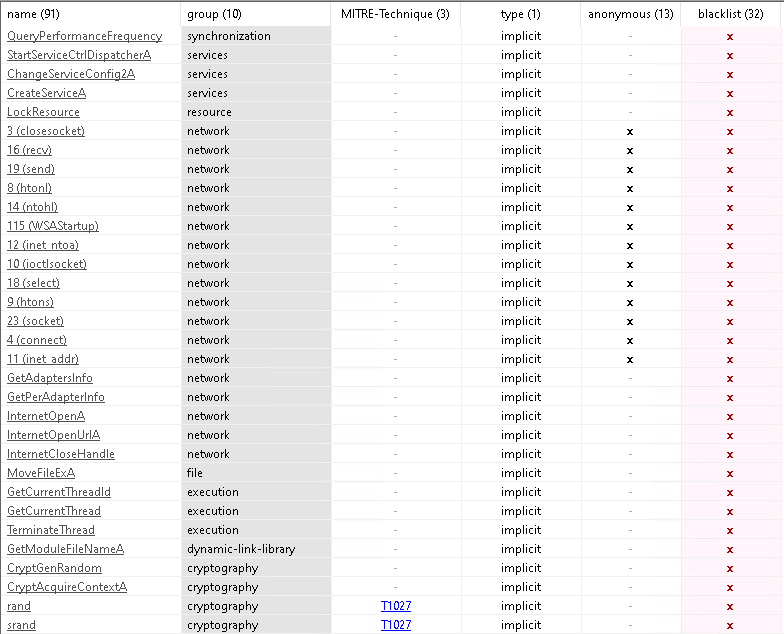 name (91) group (10) MITRE-Technique (3) type (1) anonymous (13) blacklist (32)
QueryPerformanceFrequency synchronization - implicit - x
StartServiceCtrlDispatcherA services - implicit - x
ChangeServiceConfig2A services - implicit - x
CreateServiceA services - implicit - x
LockResource resource - implicit - x
3 (closesocket) network - implicit x x
16 (recv) network - implicit x x
19 (send) network - implicit x x
8 (htonl) network - implicit x x
14 (ntohl) network - implicit x x
115 (WSAStartup) network - implicit x x
12 (inet_ntoa) network - implicit x x
10 (ioctlsocket) network - implicit x x
18 (select) network - implicit x x
9 (htons) network - implicit x x
23 (socket) network - implicit x x
4 (connect) network - implicit x x
11 (inet_addr) network - implicit x x
GetAdaptersInfo network - implicit - x
GetPerAdapterInfo network - implicit - x
InternetOpenA network - implicit - x
InternetOpenUrlA network - implicit - x
InternetCloseHandle network - implicit - x
MoveFileExA file - implicit - x
GetCurrentThreadId execution - implicit - x
GetCurrentThread execution - implicit - x
TerminateThread execution - implicit - x
GetModuleFileNameA dynamic-link-library - implicit - x
CryptGenRandom cryptography - implicit - x
CryptAcquireContextA cryptography - implicit - x
rand cryptography T1027 implicit - x
srand cryptography T1027 implicit - x